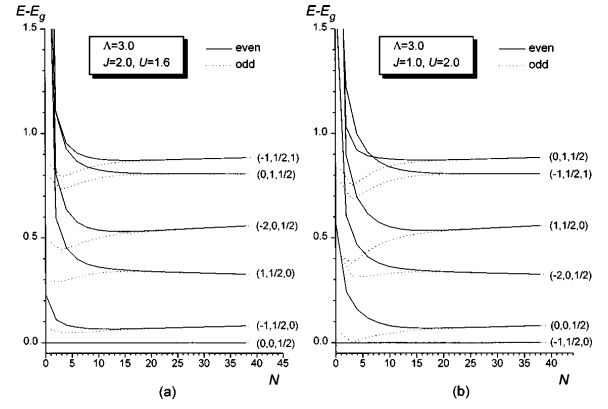 E-Eg
1.5
1.0
0.5
0.0
Λ=3.0
J=2.0, U=1.6
even
odd
(-1,1/2,1)
(0,1,1/2)
(-2,0,1/2)
(1,1/2,0)
(-1,1/2,0)
(0,0,1/2)
0 5 10 15 20 25 30 35 40 45
N
(a)
E-Eg
1.5
1.0
0.5
0.0
Λ=3.0
J=1.0, U=2.0
even
odd
(0,1,1/2)
(-1,1/2,1)
(1,1/2,0)
(-2,0,1/2)
(0,0,1/2)
(-1,1/2,0)
0 5 10 15 20 25 30 35 40
N
(b)